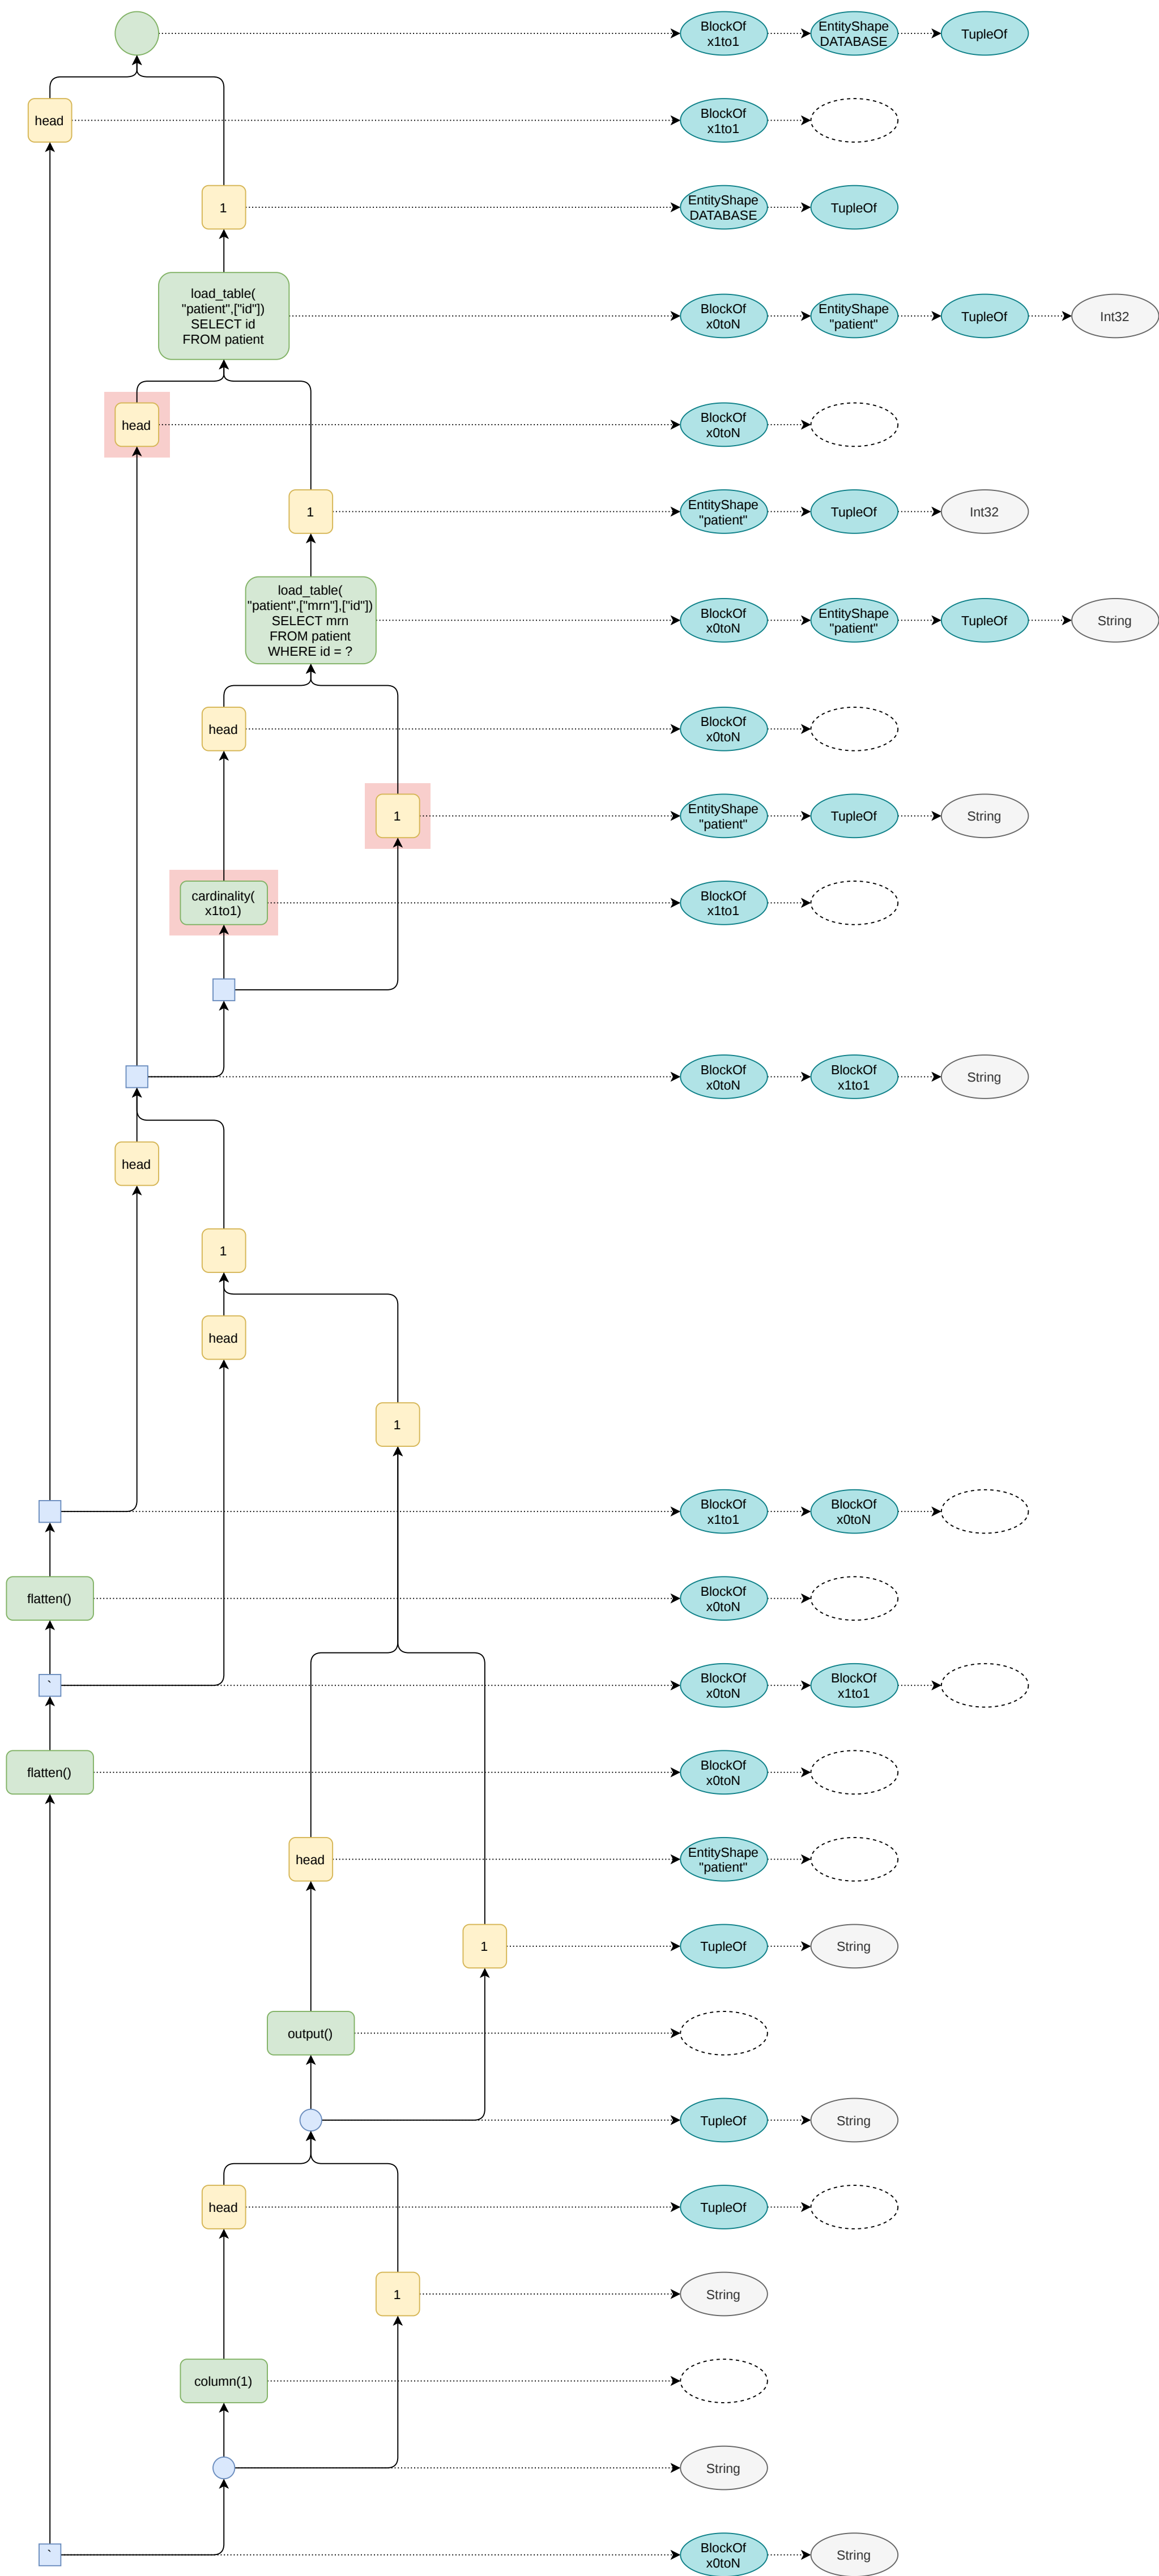 BlockOf
x1to1
EntityShape
DATABASE
TupleOf
head
BlockOf
x1to1
1
EntityShape
DATABASE
TupleOf
load_table(
"patient",["id"])
SELECT id
FROM patient
BlockOf
x0toN
EntityShape
"patient"
TupleOf
Int32
head
BlockOf
x0toN
1
EntityShape
"patient"
TupleOf
Int32
load_table(
"patient",["mrn"],["id"])
SELECT mrn
FROM patient
WHERE id = ?
BlockOf
x0toN
EntityShape
"patient"
TupleOf
String
head
BlockOf
x0toN
1
EntityShape
"patient"
TupleOf
String
cardinality(
x1to1)
BlockOf
x1to1
BlockOf
x0toN
BlockOf
x1to1
String
head
1
head
1
BlockOf
x1to1
BlockOf
x0toN
flatten()
BlockOf
x0toN
`
BlockOf
x0toN
BlockOf
x1to1
flatten()
BlockOf
x0toN
head
EntityShape
"patient"
1
TupleOf
String
output()
TupleOf
String
head
TupleOf
1
String
column(1)
String
`
BlockOf
x0toN
String